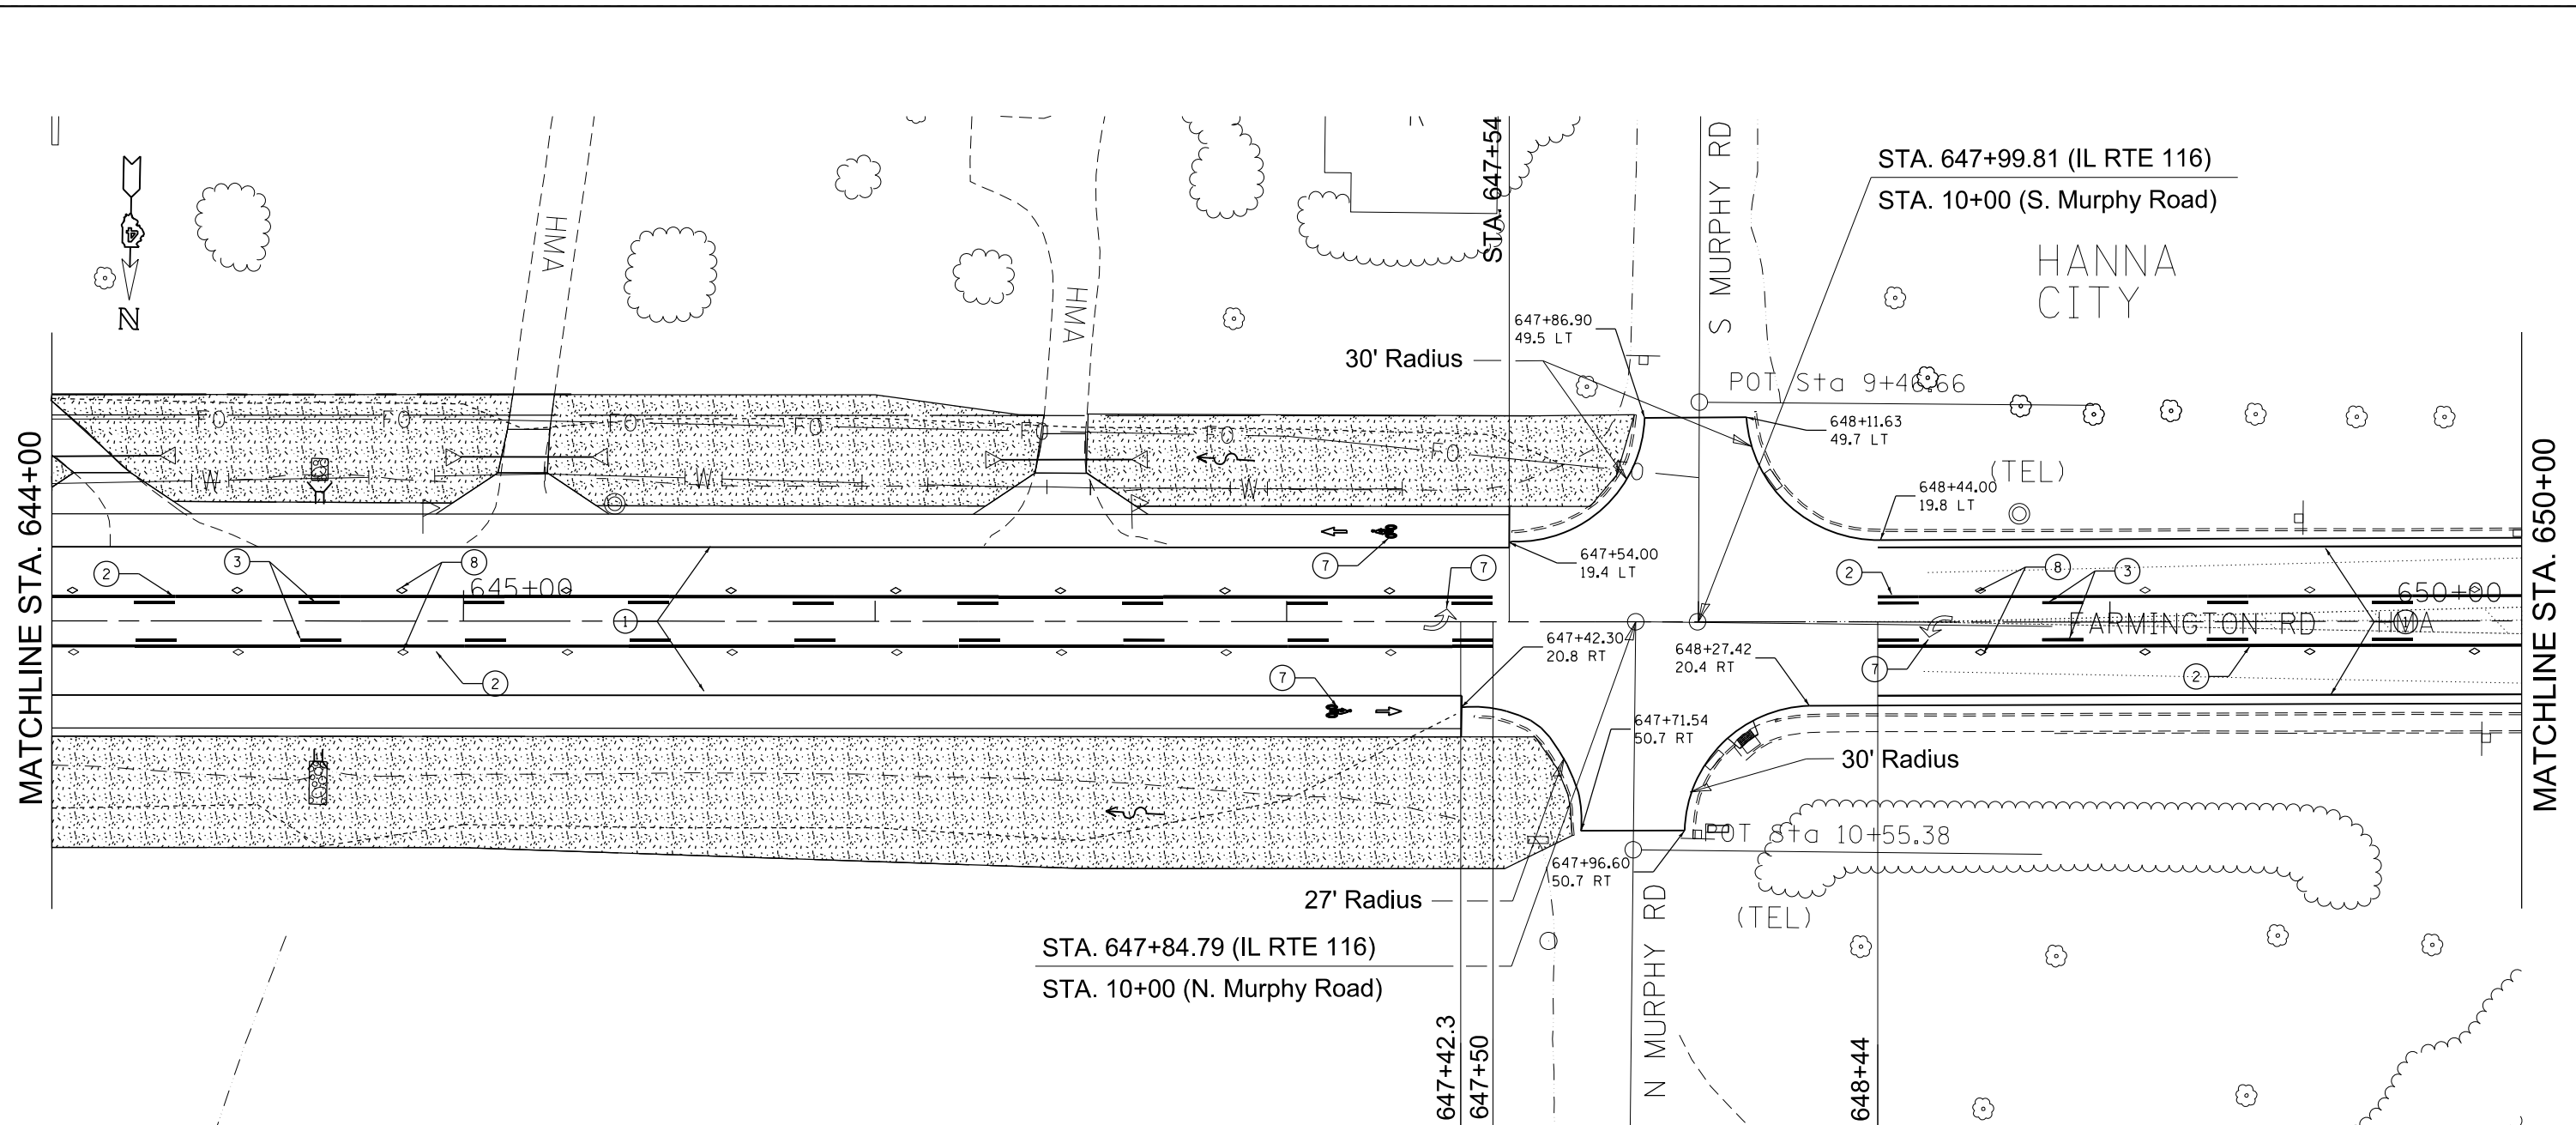 STA. 647+54
S MURPHY RD
STA. 647+99.81 (IL RTE 116)
STA. 10+00 (S. Murphy Road)
HANNA
CITY
N
HMA
HMA
647+86.90
49.5 LT
30' Radius
POT Sta 9+46.66
648+11.63
49.7 LT
FO
FO
FO
FO
FO
FO
FO
W
W
W
(TEL)
648+44.00
19.8 LT
MATCHLINE STA. 644+00
MATCHLINE STA. 650+00
647+54.00
19.4 LT
2
3
8
7
7
2
8
3
645+00
650+00
1
FARMINGTON RD
HMA
1
647+42.30
20.8 RT
648+27.42
20.4 RT
2
7
7
2
647+71.54
50.7 RT
30' Radius
POT Sta 10+55.38
647+96.60
50.7 RT
27' Radius
(TEL)
STA. 647+84.79 (IL RTE 116)
STA. 10+00 (N. Murphy Road)
N MURPHY RD
647+42.3
647+50
648+44